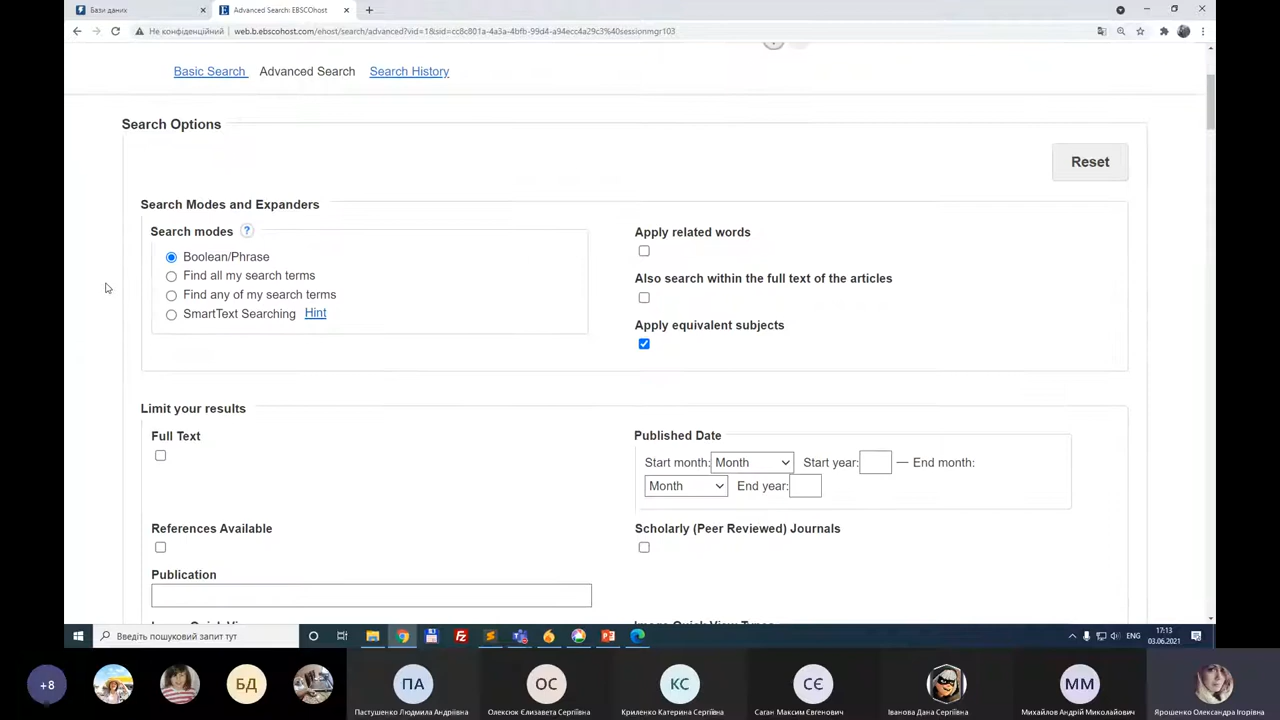 Бази даних
Advanced Search: EBSCOhost
Не конфіденційний
web.b.ebscohost.com/ehost/search/advanced?vid=1&sid=cc8c801a-4a3a-4bfb-99d4-a94ecc4a29c3%40sessionmgr103
Basic Search Advanced Search Search History
Search Options
Reset
Search Modes and Expanders
Search modes ?
Boolean/Phrase
Find all my search terms
Find any of my search terms
SmartText Searching Hint
Apply related words
Also search within the full text of the articles
Apply equivalent subjects
Limit your results
Full Text
Published Date
Start month: Month Start year: — End month:
Month End year:
References Available
Scholarly (Peer Reviewed) Journals
Publication
Введіть пошуковий запит тут
ENG
17:13
03.06.2021
+8
БД
ПА
ОС
КС
СЄ
ММ
Пастушенко Людмила Андріївна
Олексюк Єлизавета Сергіївна
Криленко Катерина Сергіївна
Саган Максим Євгенович
Іванова Дана Сергіївна
Михайлов Андрій Миколайович
Ярошенко Олександра Ігорівна